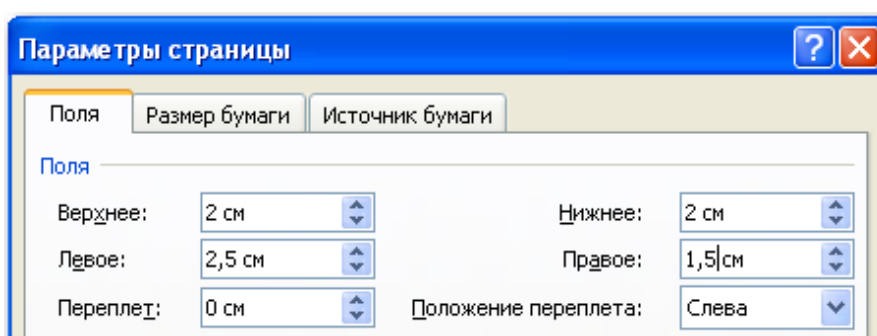 Параметры страницы
Поля Размер бумаги Источник бумаги
Поля
Верхнее: 2 см Нижнее: 2 см
Левое: 2,5 см Правое: 1,5 см
Переплет: 0 см Положение переплета: Слева